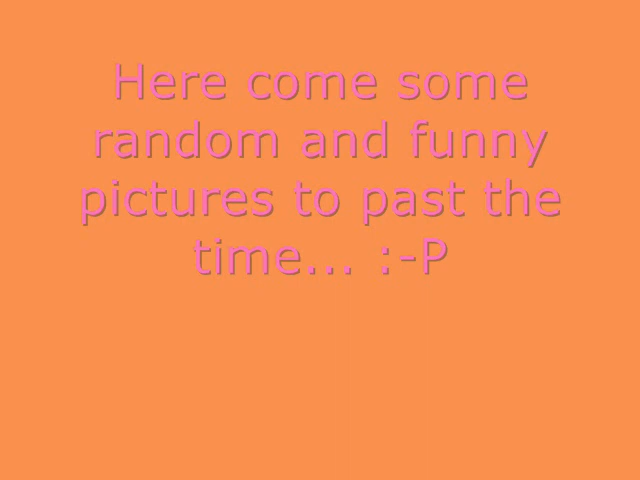 Here come some
random and funny
pictures to past the
time... :-P